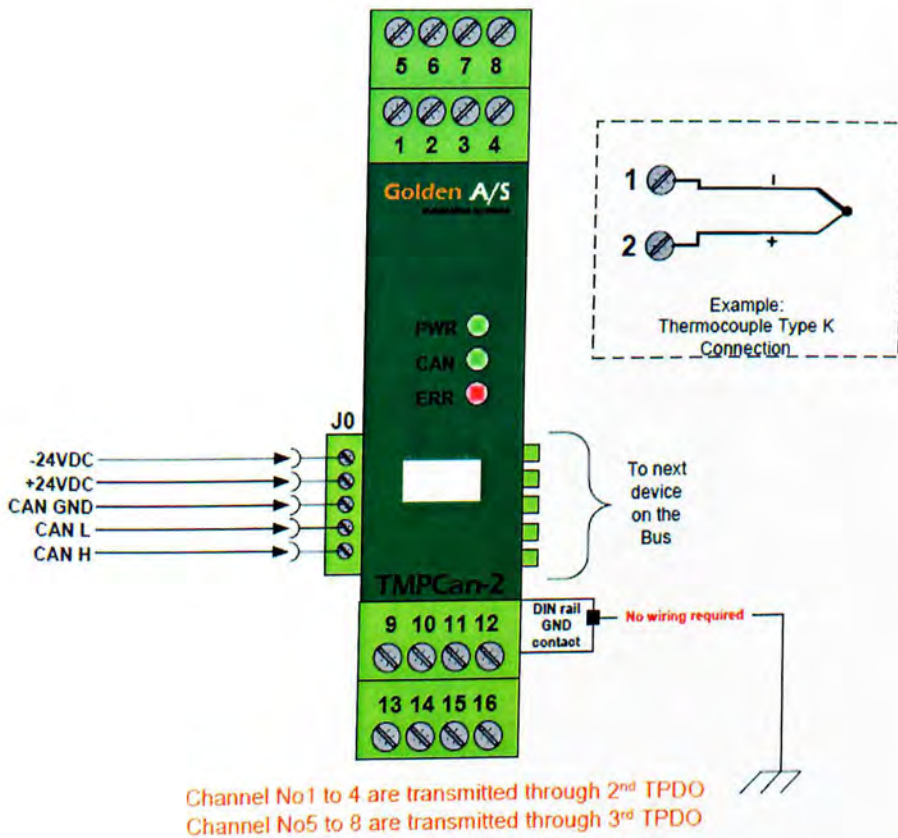 5 6 7 8
1 2 3 4
Golden A/S
PWR
CAN
ERR
J0
-24VDC
+24VDC
CAN GND
CAN L
CAN H
TMPCan-2
9 10 11 12
13 14 15 16
1
-
2
+
Example:
Thermocouple Type K
Connection
To next
device
on the
Bus
DIN rail
GND
contact
No wiring required
Channel No1 to 4 are transmitted through 2nd TPDO
Channel No5 to 8 are transmitted through 3rd TPDO